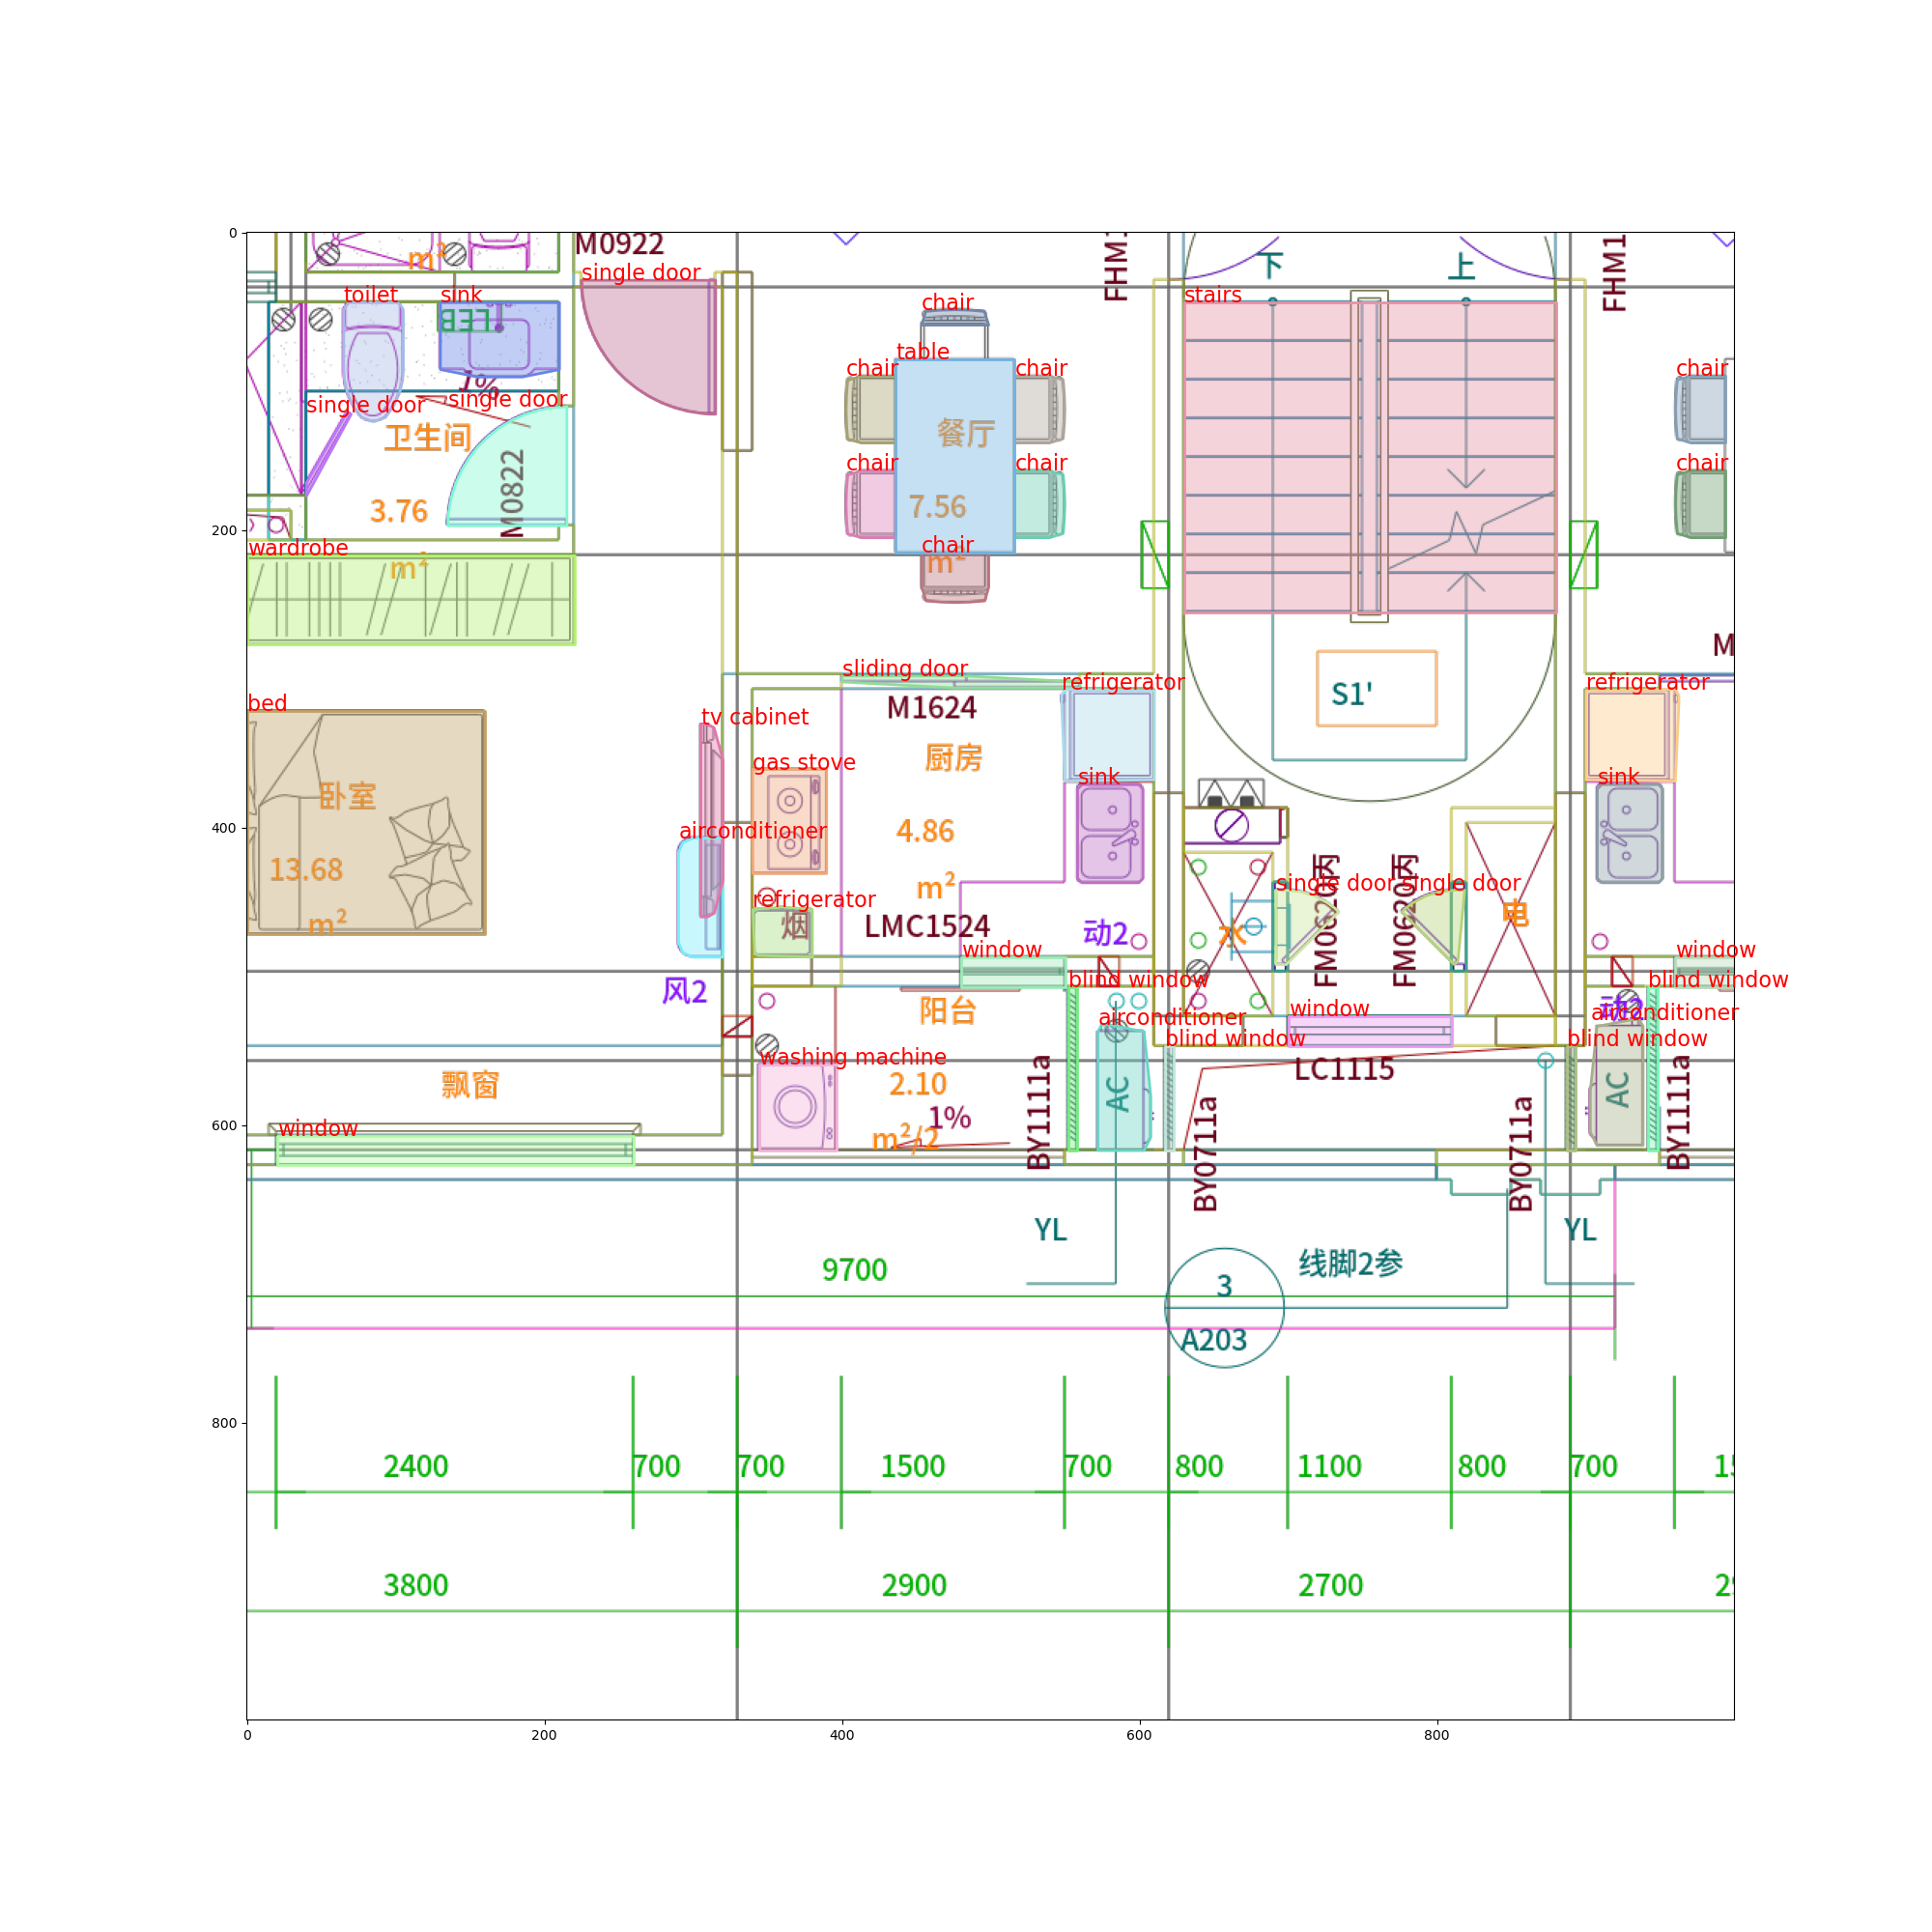 0
200
400
600
800
0
200
400
600
800
m²
M0922
single door
下
上
toilet
sink
LEB
chair
stairs
table
chair
chair
chair
1%
single door
single door
卫生间
餐厅
M0822
3.76
m²
chair
chair
chair
7.56
chair
m²
wardrobe
sliding door
refrigerator
refrigerator
bed
M1624
S1'
tv cabinet
厨房
gas stove
sink
sink
卧室
4.86
airconditioner
13.68
m²
m²
refrigerator
烟
LMC1524
动2
水
single door
single door
FM0620丙
FM0620丙
电
window
window
blind window
blind window
风2
阳台
window
动2
airconditioner
airconditioner
blind window
blind window
washing machine
飘窗
2.10
1%
m²/2
BY1111a
AC
LC1115
AC
BY1111a
BY0711a
BY0711a
window
YL
YL
9700
3
线脚2参
A203
2400
700
700
1500
700
800
1100
800
700
3800
2900
2700